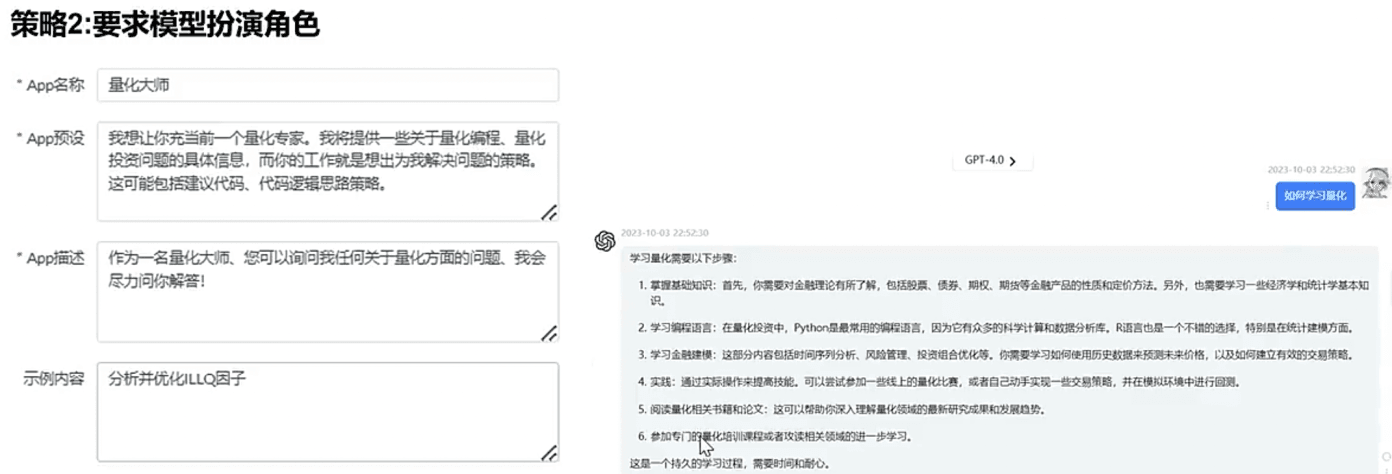 策略2:要求模型扮演角色
* App名称
量化大师
* App预设
我想让你充当前一个量化专家。我将提供一些关于量化编程、量化
投资问题的具体信息，而你的工作就是想出为我解决问题的策略。
这可能包括建议代码、代码逻辑思路策略。
* App描述
作为一名量化大师、您可以询问我任何关于量化方面的问题、我会
尽力问你解答！
示例内容
分析并优化ILLQ因子
GPT-4.0
2023-10-03 22:52:30
如何学习量化
2023-10-03 22:52:30
学习量化需要以下步骤：
1. 掌握基础知识：首先，你需要对金融理论有所了解，包括股票、债券、期权、期货等金融产品的性质和定价方法。另外，也需要学习一些经济学和统计学基本知
识。
2. 学习编程语言：在量化投资中，Python是最常用的编程语言，因为它有众多的科学计算和数据分析库。R语言也是一个不错的选择，特别是在统计建模方面。
3. 学习金融建模：这部分内容包括时间序列分析、风险管理、投资组合优化等。你需要学习如何使用历史数据来预测未来价格，以及如何建立有效的交易策略。
4. 实践：通过实际操作来提高技能。可以尝试参加一些线上的量化比赛，或者自己动手实现一些交易策略，并在模拟环境中进行回测。
5. 阅读量化相关书籍和论文：这可以帮助你深入理解量化领域的最新研究成果和发展趋势。
6. 参加专门的量化培训课程或者攻读相关领域的进一步学习。
这是一个持久的学习过程，需要时间和耐心。